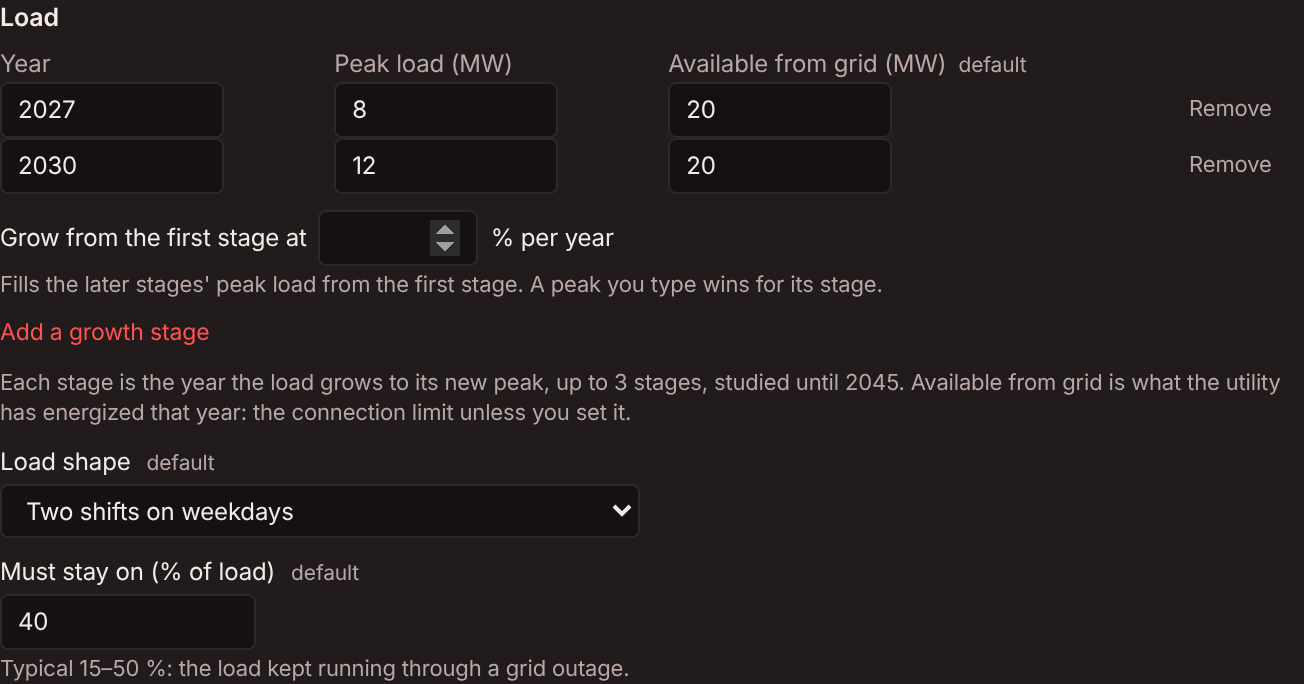 Load
Year Peak load (MW) Available from grid (MW) default
2027 8 20 Remove
2030 12 20 Remove
Grow from the first stage at % per year
Fills the later stages' peak load from the first stage. A peak you type wins for its stage.
Add a growth stage
Each stage is the year the load grows to its new peak, up to 3 stages, studied until 2045. Available from grid is what the utility
has energized that year: the connection limit unless you set it.
Load shape default
Two shifts on weekdays
Must stay on (% of load) default
40
Typical 15–50 %: the load kept running through a grid outage.